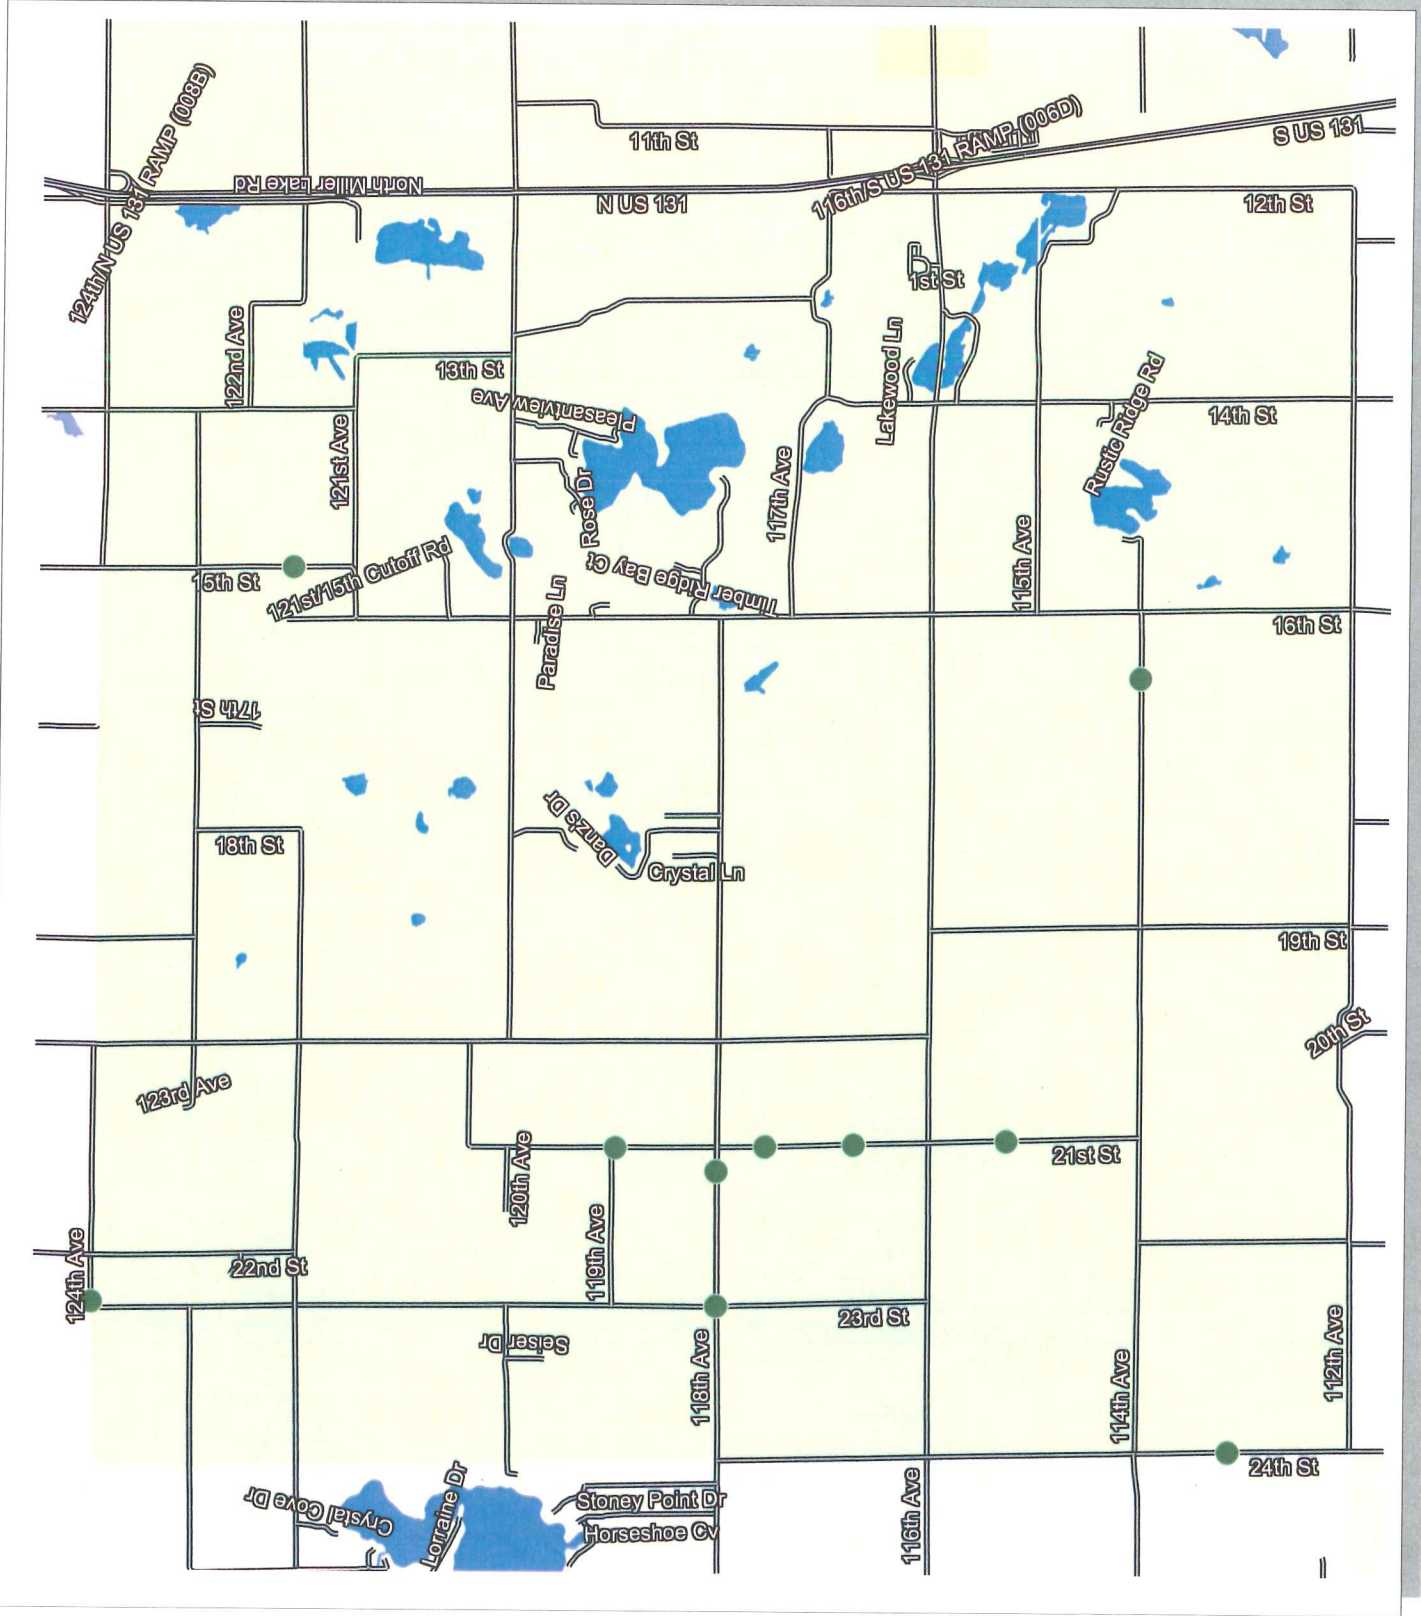 124th/N US 131 RAMP (008B)
11th St
116th/S US 131 RAMP (006D)
S US 131
North Miller Lake Rd
N US 131
12th St
1st St
122nd Ave
13th St
Pleasantview Ave
Lakewood Ln
Rustic Ridge Rd
14th St
121st Ave
Rose Dr
117th Ave
115th Ave
15th St
121st/15th Cutoff Rd
Timber Ridge Bay Ct
Paradise Ln
16th St
17th St
Danz's Dr
18th St
Crystal Ln
19th St
20th St
123rd Ave
120th Ave
21st St
119th Ave
124th Ave
22nd St
23rd St
Seiser Dr
118th Ave
114th Ave
112th Ave
24th St
Crystal Cove Dr
Lorraine Dr
Stoney Point Dr
Horseshoe Cv
116th Ave